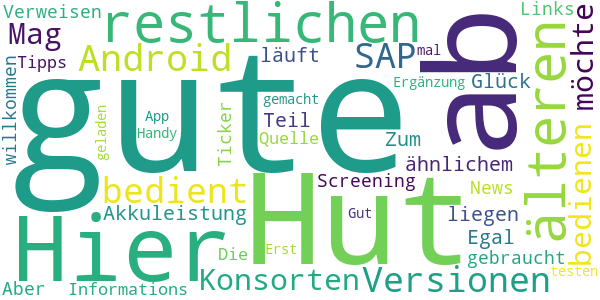 Verweisen
restlichen
Links
Mag
ab
Tipps
Android
läuft
SAP
mal
Glück
älteren
möchte
willkommen
gute
gemacht
Ergänzung
geladen
App
Handy
Ticker
Teil
Quelle
Zum
ähnlichem
bedienen
bedient
Hut
Screening
News
Hier
Akkuleistung
Gut
liegen
Egal
Die
Erst
gebraucht
Konsorten
Versionen
testen
Aber
Informations